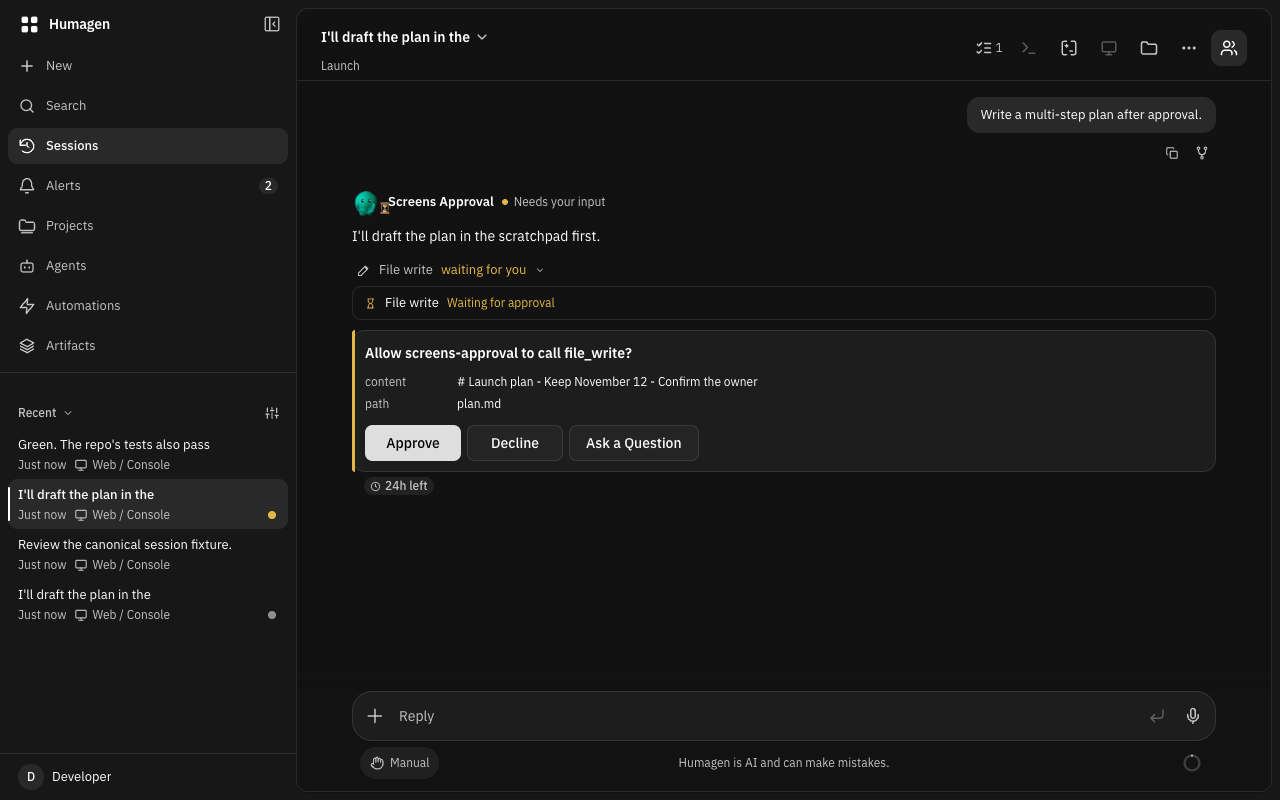 Humagen
New
Search
Sessions
Alerts 2
Projects
Agents
Automations
Artifacts
Recent
Green. The repo's tests also pass
Just now Web / Console
I'll draft the plan in the
Just now Web / Console
Review the canonical session fixture.
Just now Web / Console
I'll draft the plan in the
Just now Web / Console
D Developer
I'll draft the plan in the
Launch
1
Write a multi-step plan after approval.
Screens Approval Needs your input
I'll draft the plan in the scratchpad first.
File write waiting for you
File write Waiting for approval
Allow screens-approval to call file_write?
content # Launch plan - Keep November 12 - Confirm the owner
path plan.md
Approve Decline Ask a Question
24h left
Reply
Manual
Humagen is AI and can make mistakes.